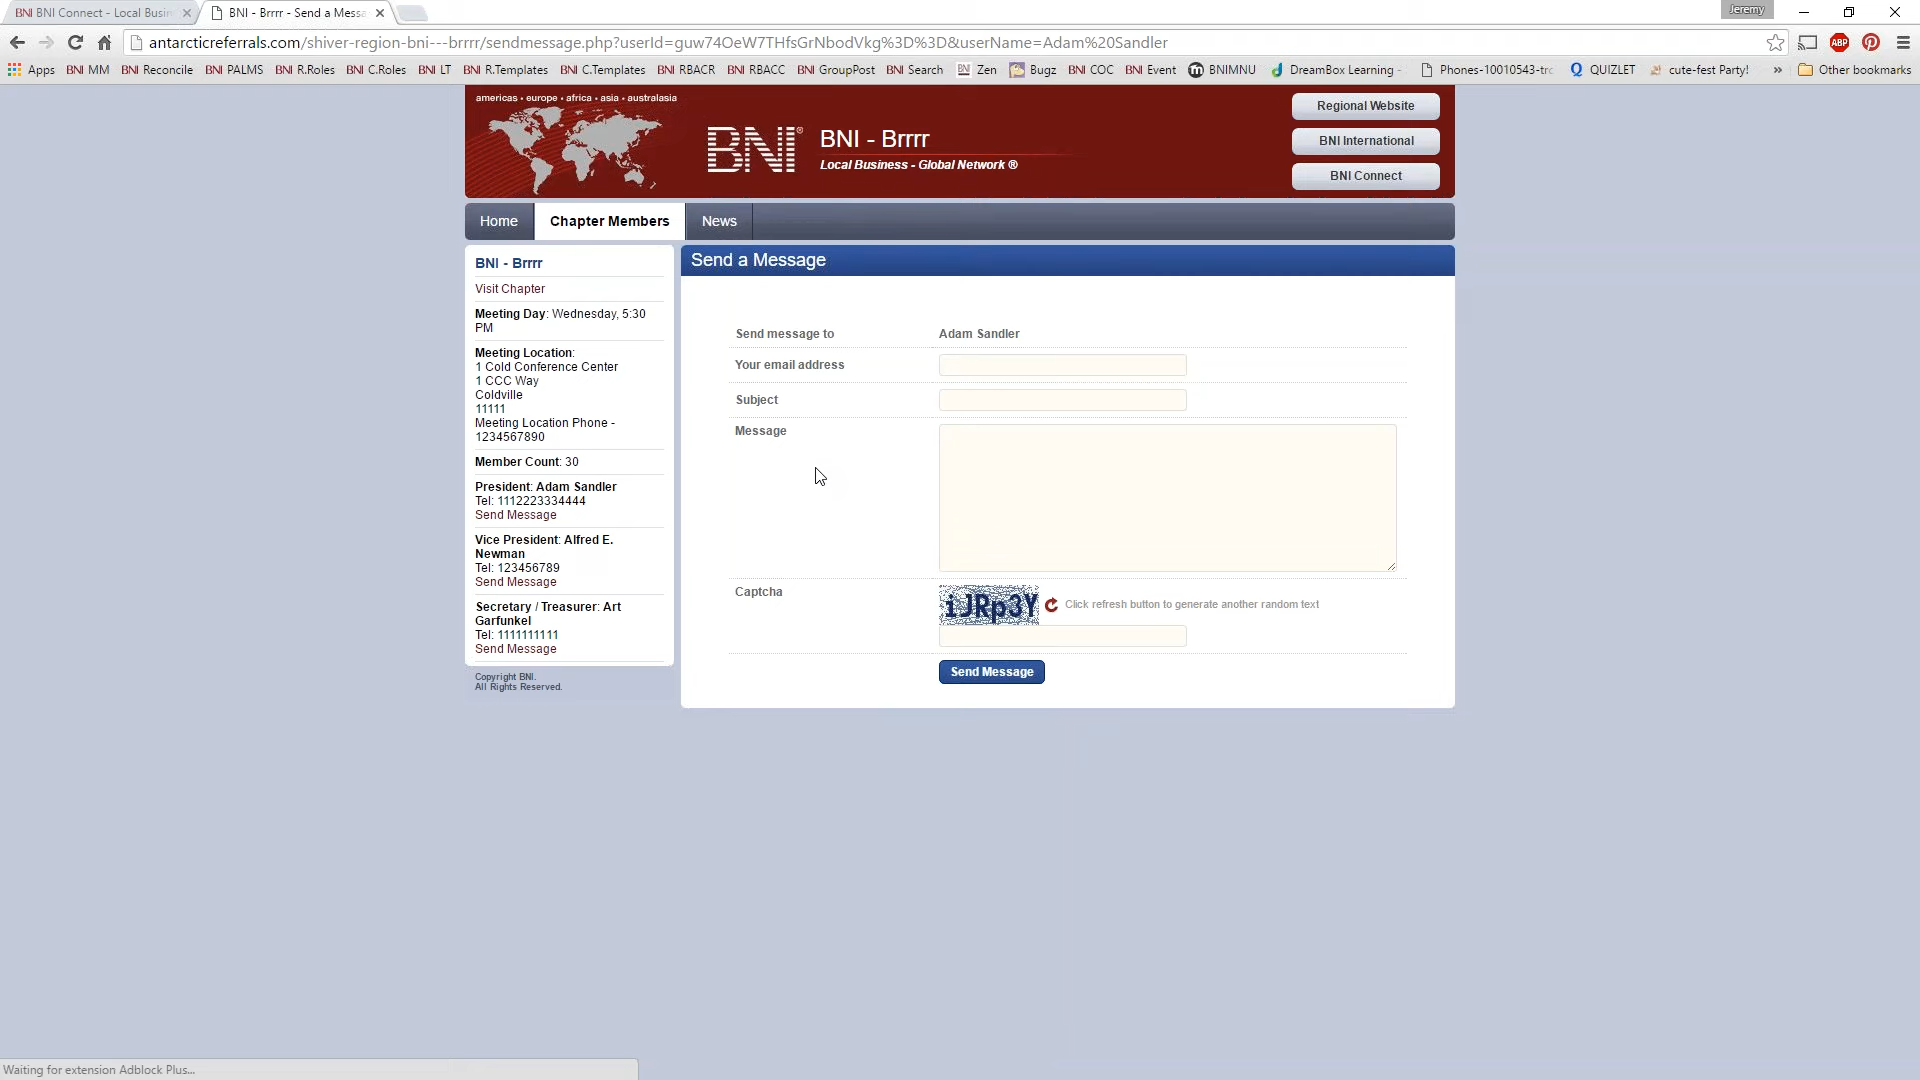 BNI BNI Connect - Local Busin
BNI - Brrrr - Send a Messa
Jeremy
antarcticreferrals.com/shiver-region-bni---brrrr/sendmessage.php?userId=guw74OeW7THfsGrNbodVkg%3D%3D&userName=Adam%20Sandler
ABP
Apps BNI MM BNI Reconcile BNI PALMS BNI R.Roles BNI C.Roles BNI LT BNI R.Templates BNI C.Templates BNI RBACR BNI RBACC BNI GroupPost BNI Search BNI Zen Bugz BNI COC BNI Event BNIMNU DreamBox Learning - Phones-10010543-trc QUIZLET cute-fest Party! » Other bookmarks
americas • europe • africa • asia • australasia
BNI®
BNI - Brrrr
Local Business - Global Network ®
Regional Website
BNI International
BNI Connect
Home
Chapter Members
News
BNI - Brrrr
Visit Chapter
Meeting Day: Wednesday, 5:30
PM
Meeting Location:
1 Cold Conference Center
1 CCC Way
Coldville
11111
Meeting Location Phone -
1234567890
Member Count: 30
President: Adam Sandler
Tel: 1112223334444
Send Message
Vice President: Alfred E.
Newman
Tel: 123456789
Send Message
Secretary / Treasurer: Art
Garfunkel
Tel: 1111111111
Send Message
Copyright BNI.
All Rights Reserved.
Send a Message
Send message to
Adam Sandler
Your email address
Subject
Message
Captcha
iJRp3Y
Click refresh button to generate another random text
Send Message
Waiting for extension Adblock Plus...